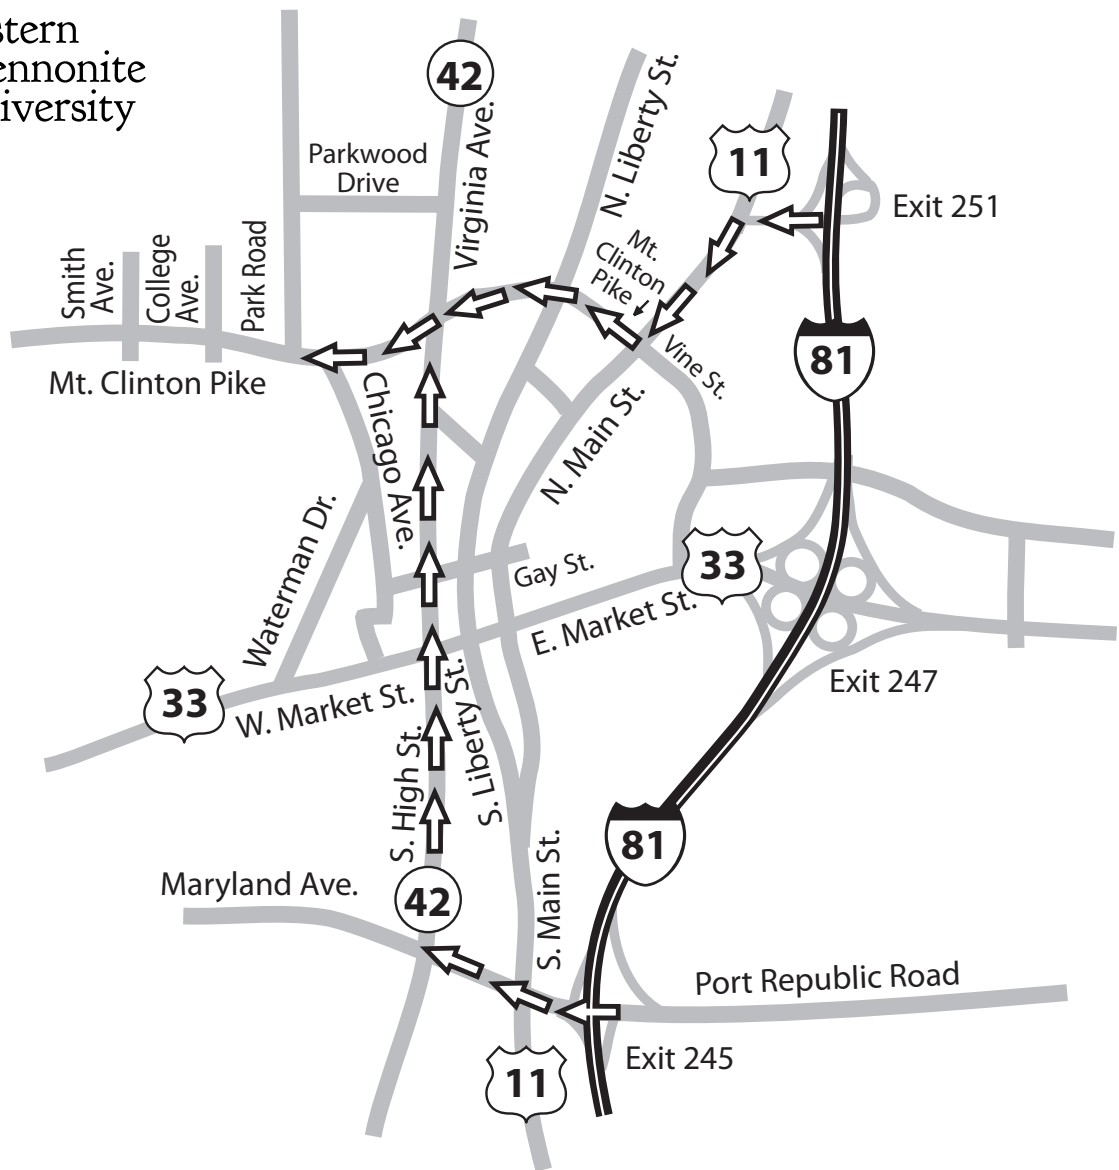 stern
ennonite
iversity
42
Virginia Ave.
N. Liberty St.
11
Exit 251
Parkwood
Drive
Smith
Ave.
College
Ave.
Park Road
Mt.
Clinton
Pike
81
Mt. Clinton Pike
Vine St.
Chicago Ave.
N. Main St.
Waterman Dr.
Gay St.
33
E. Market St.
Exit 247
33
W. Market St.
S. Liberty St.
S. High St.
81
Maryland Ave.
42
S. Main St.
Port Republic Road
Exit 245
11